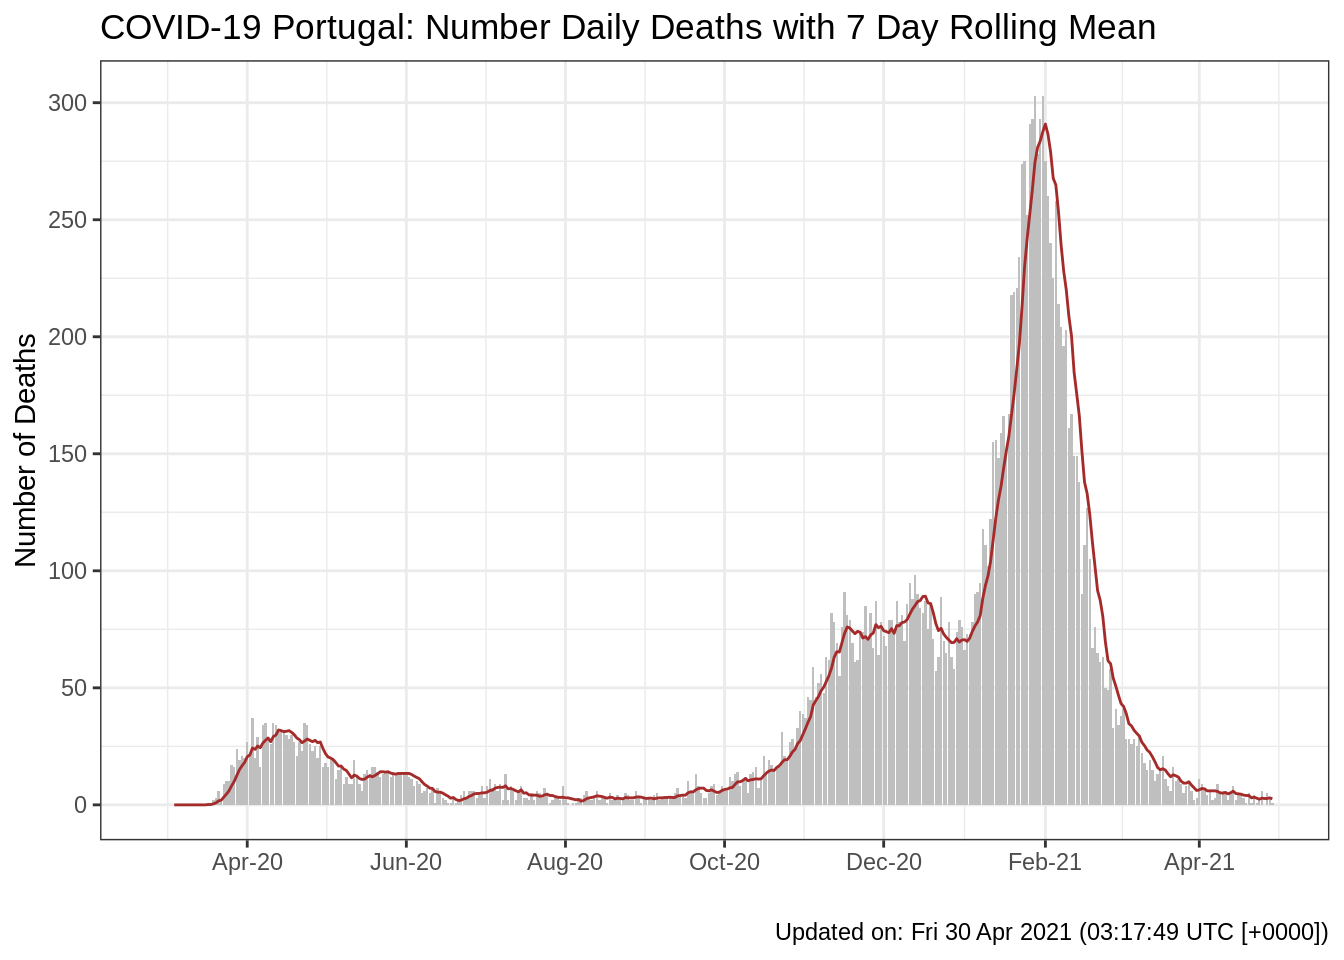 COVID-19 Portugal: Number Daily Deaths with 7 Day Rolling Mean
Number of Deaths
300
250
200
150
100
50
0
Apr-20 Jun-20 Aug-20 Oct-20 Dec-20 Feb-21 Apr-21
Updated on: Fri 30 Apr 2021 (03:17:49 UTC [+0000])